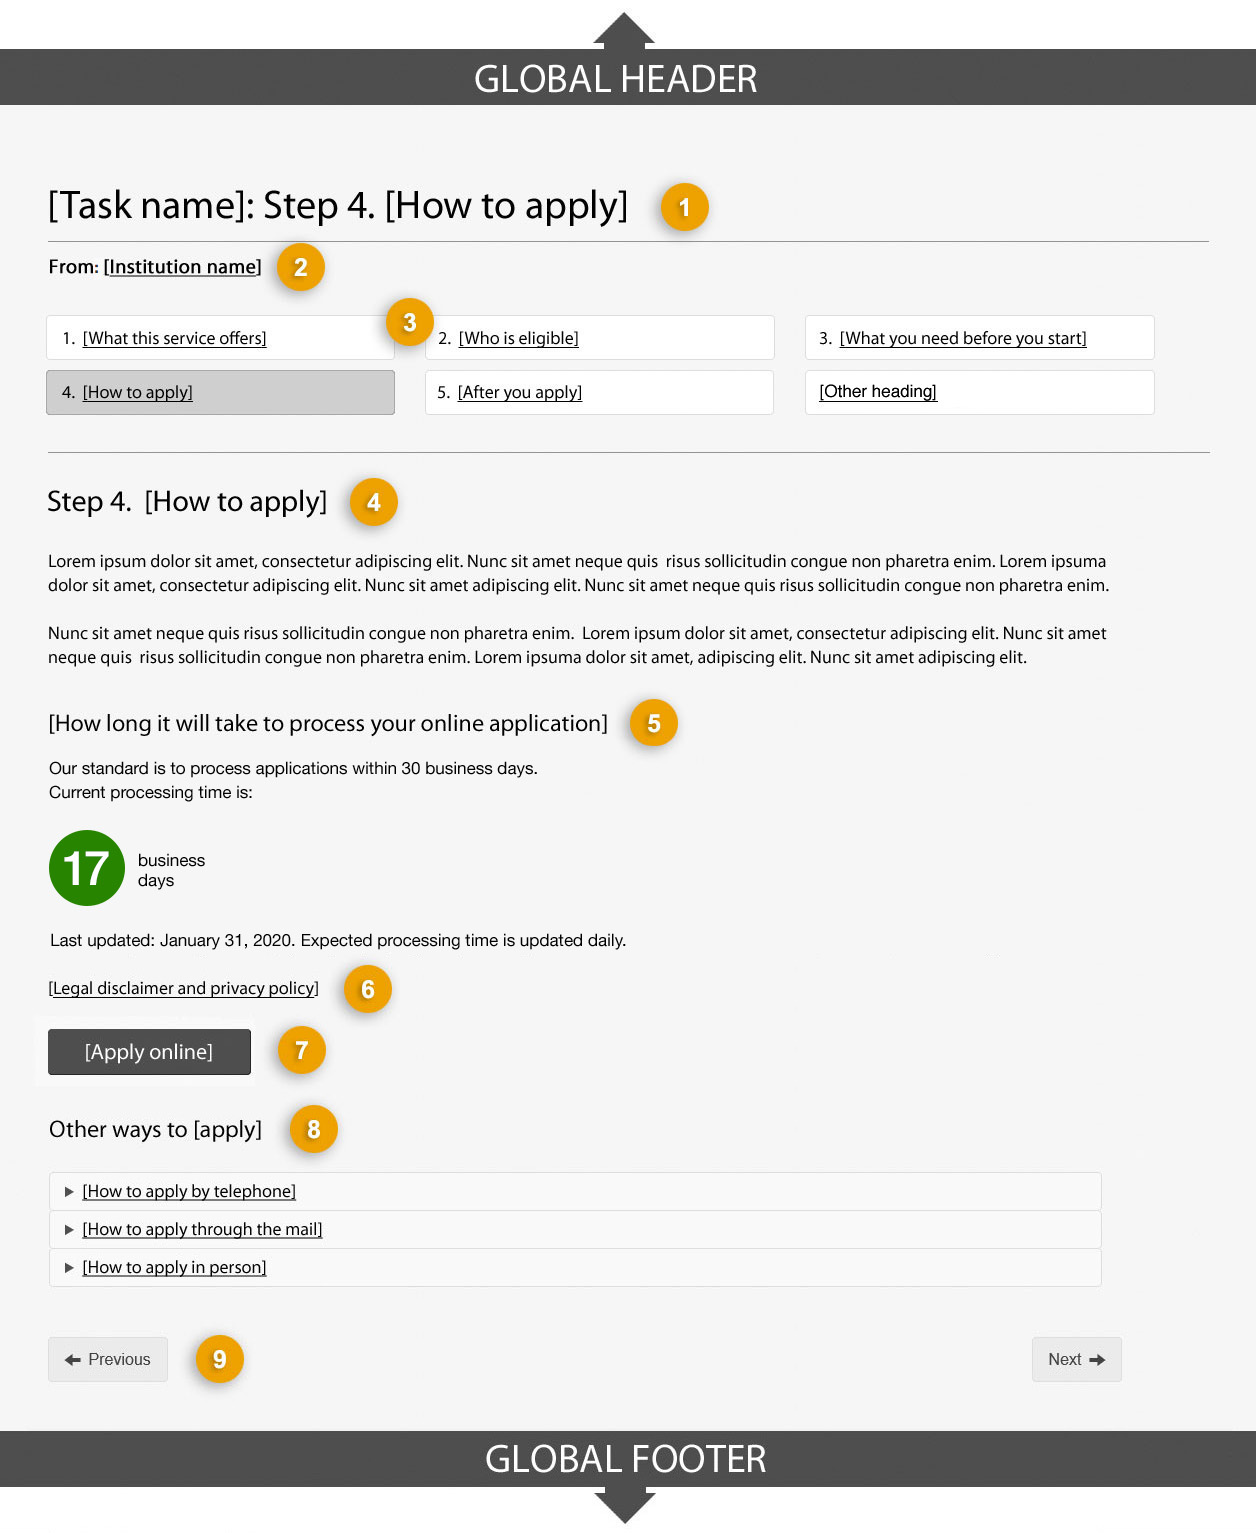 GLOBAL HEADER
[Task name]: Step 4. [How to apply] 1
From: [Institution name] 2
3
1. [What this service offers] 2. [Who is eligible] 3. [What you need before you start]
4. [How to apply] 5. [After you apply] [Other heading]
Step 4. [How to apply] 4
Lorem ipsum dolor sit amet, consectetur adipiscing elit. Nunc sit amet neque quis risus sollicitudin congue non pharetra enim. Lorem ipsuma
dolor sit amet, consectetur adipiscing elit. Nunc sit amet adipiscing elit. Nunc sit amet neque quis risus sollicitudin congue non pharetra enim.
Nunc sit amet neque quis risus sollicitudin congue non pharetra enim. Lorem ipsum dolor sit amet, consectetur adipiscing elit. Nunc sit amet
neque quis risus sollicitudin congue non pharetra enim. Lorem ipsuma dolor sit amet, adipiscing elit. Nunc sit amet adipiscing elit.
[How long it will take to process your online application] 5
Our standard is to process applications within 30 business days.
Current processing time is:
17 business
days
Last updated: January 31, 2020. Expected processing time is updated daily.
[Legal disclaimer and privacy policy] 6
[Apply online] 7
Other ways to [apply] 8
[How to apply by telephone]
[How to apply through the mail]
[How to apply in person]
Previous 9 Next
GLOBAL FOOTER